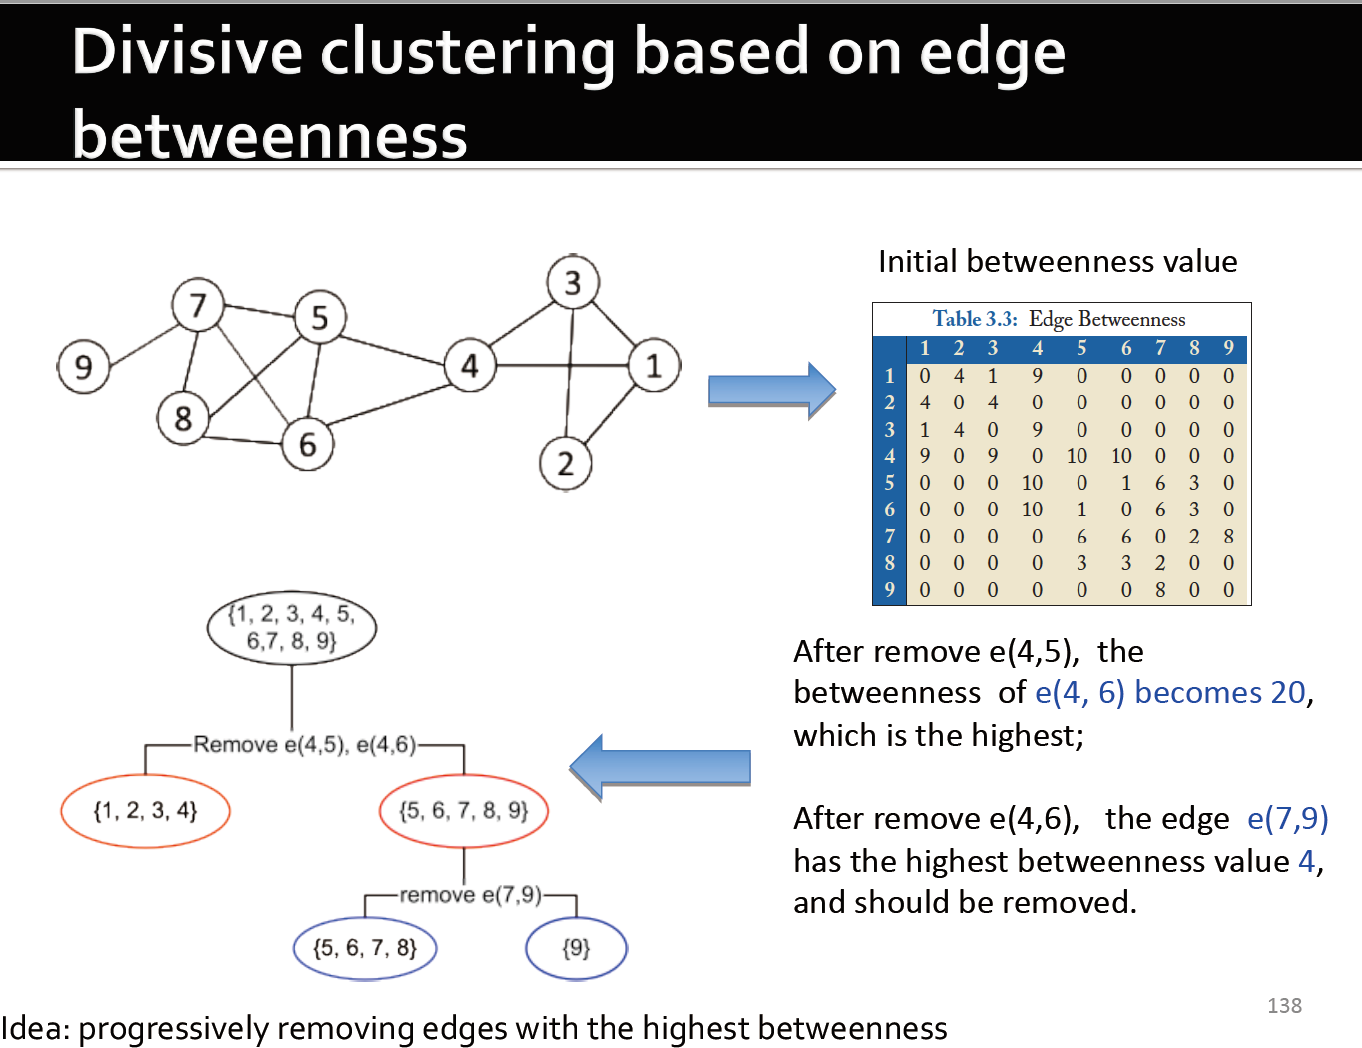 Divisive clustering based on edge
betweenness
7
5
9
8
6
4
3
1
2
Initial betweenness value
Table 3.3: Edge Betweenness
1 2 3 4 5 6 7 8 9
1 0 4 1 9 0 0 0 0 0
2 4 0 4 0 0 0 0 0 0
3 1 4 0 9 0 0 0 0 0
4 9 0 9 0 10 10 0 0 0
5 0 0 0 10 0 1 6 3 0
6 0 0 0 10 1 0 6 3 0
7 0 0 0 0 6 6 0 2 8
8 0 0 0 0 3 3 2 0 0
9 0 0 0 0 0 0 8 0 0
{1, 2, 3, 4, 5,
6,7, 8, 9}
Remove e(4,5), e(4,6)
{1, 2, 3, 4}
{5, 6, 7, 8, 9}
remove e(7,9)
{5, 6, 7, 8}
{9}
After remove e(4,5), the
betweenness of e(4, 6) becomes 20,
which is the highest;
After remove e(4,6), the edge e(7,9)
has the highest betweenness value 4,
and should be removed.
138
Idea: progressively removing edges with the highest betweenness